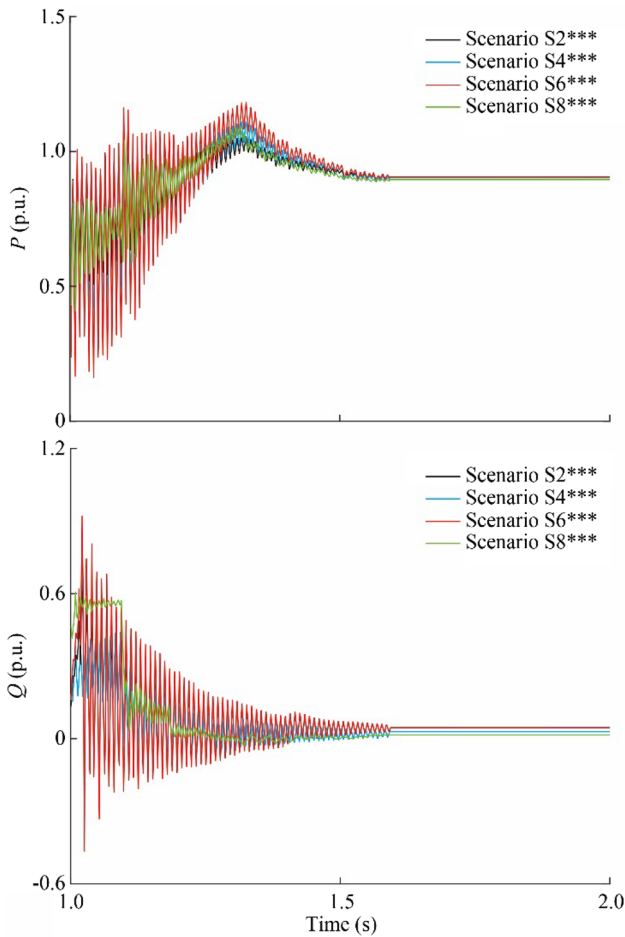 1.5
Scenario S2***
Scenario S4***
Scenario S6***
Scenario S8***
1.0
P (p.u.)
0.5
0
1.2
Scenario S2***
Scenario S4***
Scenario S6***
Scenario S8***
0.6
Q (p.u.)
0
-0.6
1.0 1.5 2.0
Time (s)